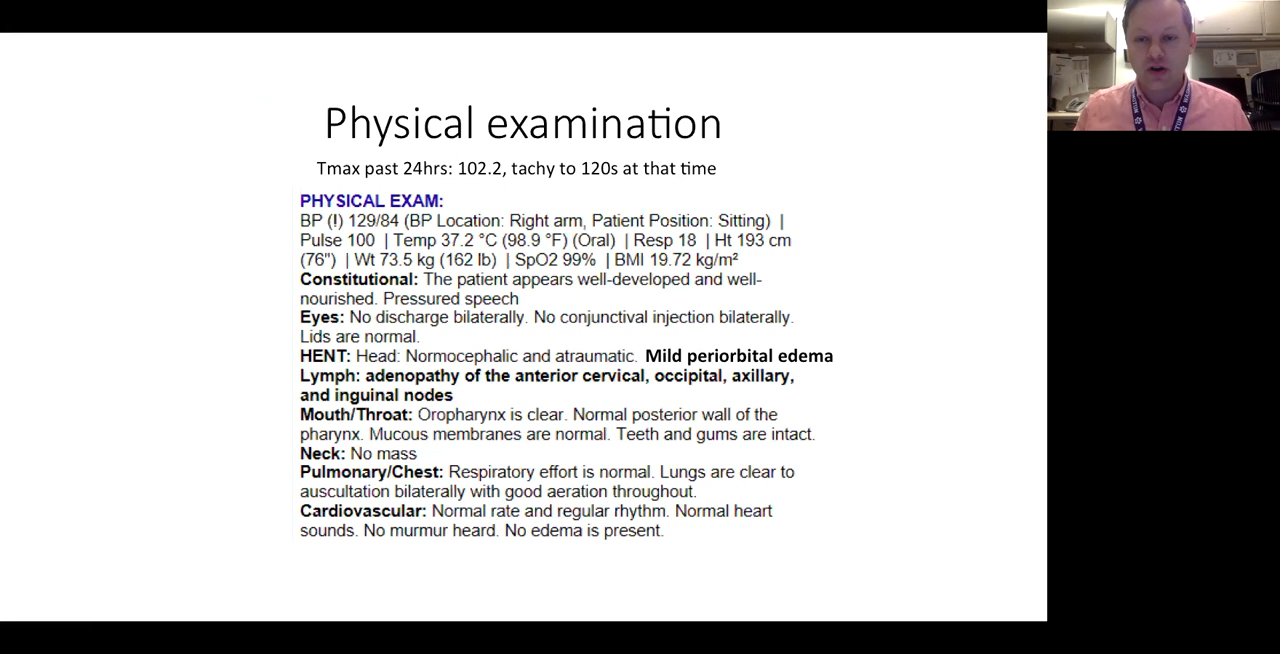 Physical examination
Tmax past 24hrs: 102.2, tachy to 120s at that time
PHYSICAL EXAM:
BP (!) 129/84 (BP Location: Right arm, Patient Position: Sitting) |
Pulse 100 | Temp 37.2 °C (98.9 °F) (Oral) | Resp 18 | Ht 193 cm
(76") | Wt 73.5 kg (162 lb) | SpO2 99% | BMI 19.72 kg/m²
Constitutional: The patient appears well-developed and well-
nourished. Pressured speech
Eyes: No discharge bilaterally. No conjunctival injection bilaterally.
Lids are normal.
HENT: Head: Normocephalic and atraumatic. Mild periorbital edema
Lymph: adenopathy of the anterior cervical, occipital, axillary,
and inguinal nodes
Mouth/Throat: Oropharynx is clear. Normal posterior wall of the
pharynx. Mucous membranes are normal. Teeth and gums are intact.
Neck: No mass
Pulmonary/Chest: Respiratory effort is normal. Lungs are clear to
auscultation bilaterally with good aeration throughout.
Cardiovascular: Normal rate and regular rhythm. Normal heart
sounds. No murmur heard. No edema is present.